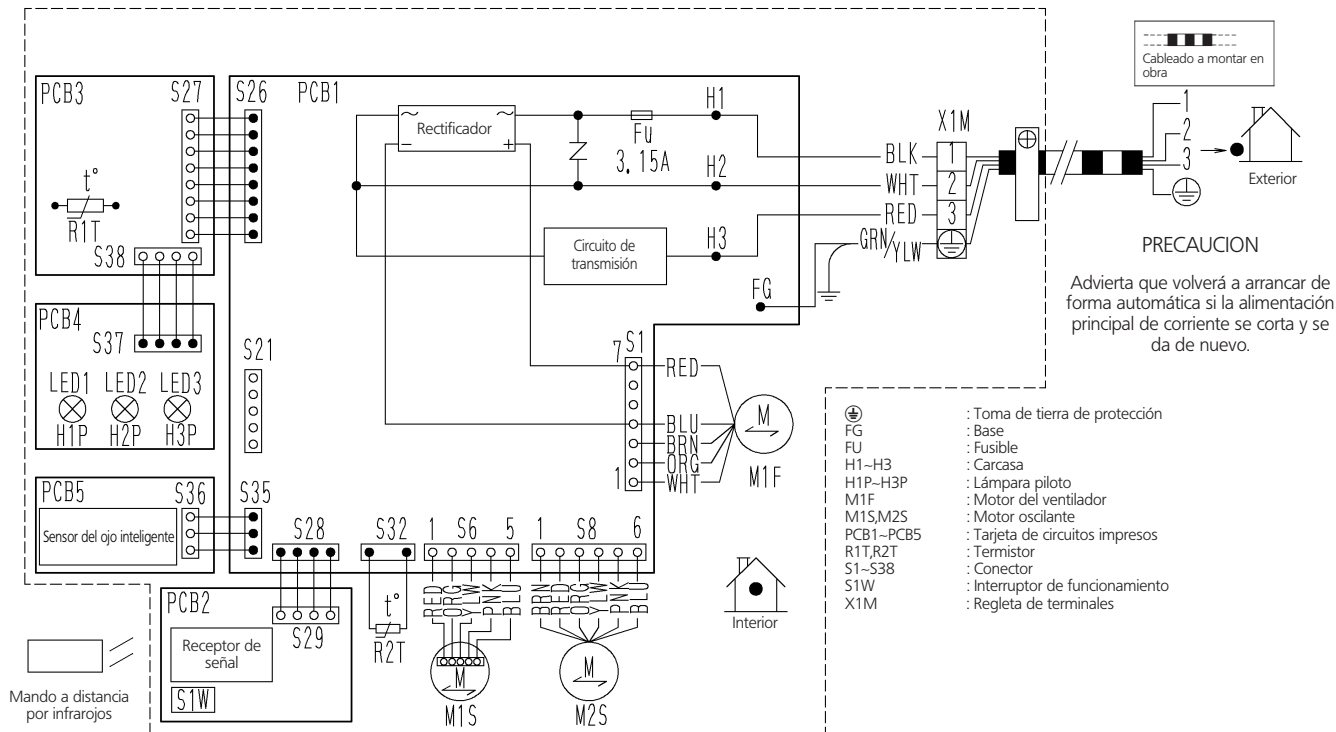 PCB3
S27
S26
PCB1
Rectificador
~
~
−
+
Fu
3.15A
H1
H2
H3
FG
Circuito de
transmisión
t°
R1T
S38
PCB4
S37
LED1 LED2 LED3
H1P H2P H3P
S21
PCB5
S36
S35
Sensor del ojo inteligente
S28
S32
1 S6 5
1 S8 6
PCB2
S29
Receptor de
señal
S1W
t°
R2T
RED
ORG
YLW
PNK
BLU
M
M1S
BRN
RED
ORG
YLW
PNK
BLU
M
M2S
7 S1
1
RED
BLU
BRN
ORG
WHT
M
M1F
X1M
BLK 1
WHT 2
RED 3
GRN/YLW
Cableado a montar en
obra
1
2
3
Exterior
PRECAUCION
Advierta que volverá a arrancar de
forma automática si la alimentación
principal de corriente se corta y se
da de nuevo.
: Toma de tierra de protección
FG : Base
FU : Fusible
H1~H3 : Carcasa
H1P~H3P : Lámpara piloto
M1F : Motor del ventilador
M1S,M2S : Motor oscilante
PCB1~PCB5 : Tarjeta de circuitos impresos
R1T,R2T : Termistor
S1~S38 : Conector
S1W : Interruptor de funcionamiento
X1M : Regleta de terminales
Interior
Mando a distancia
por infrarojos